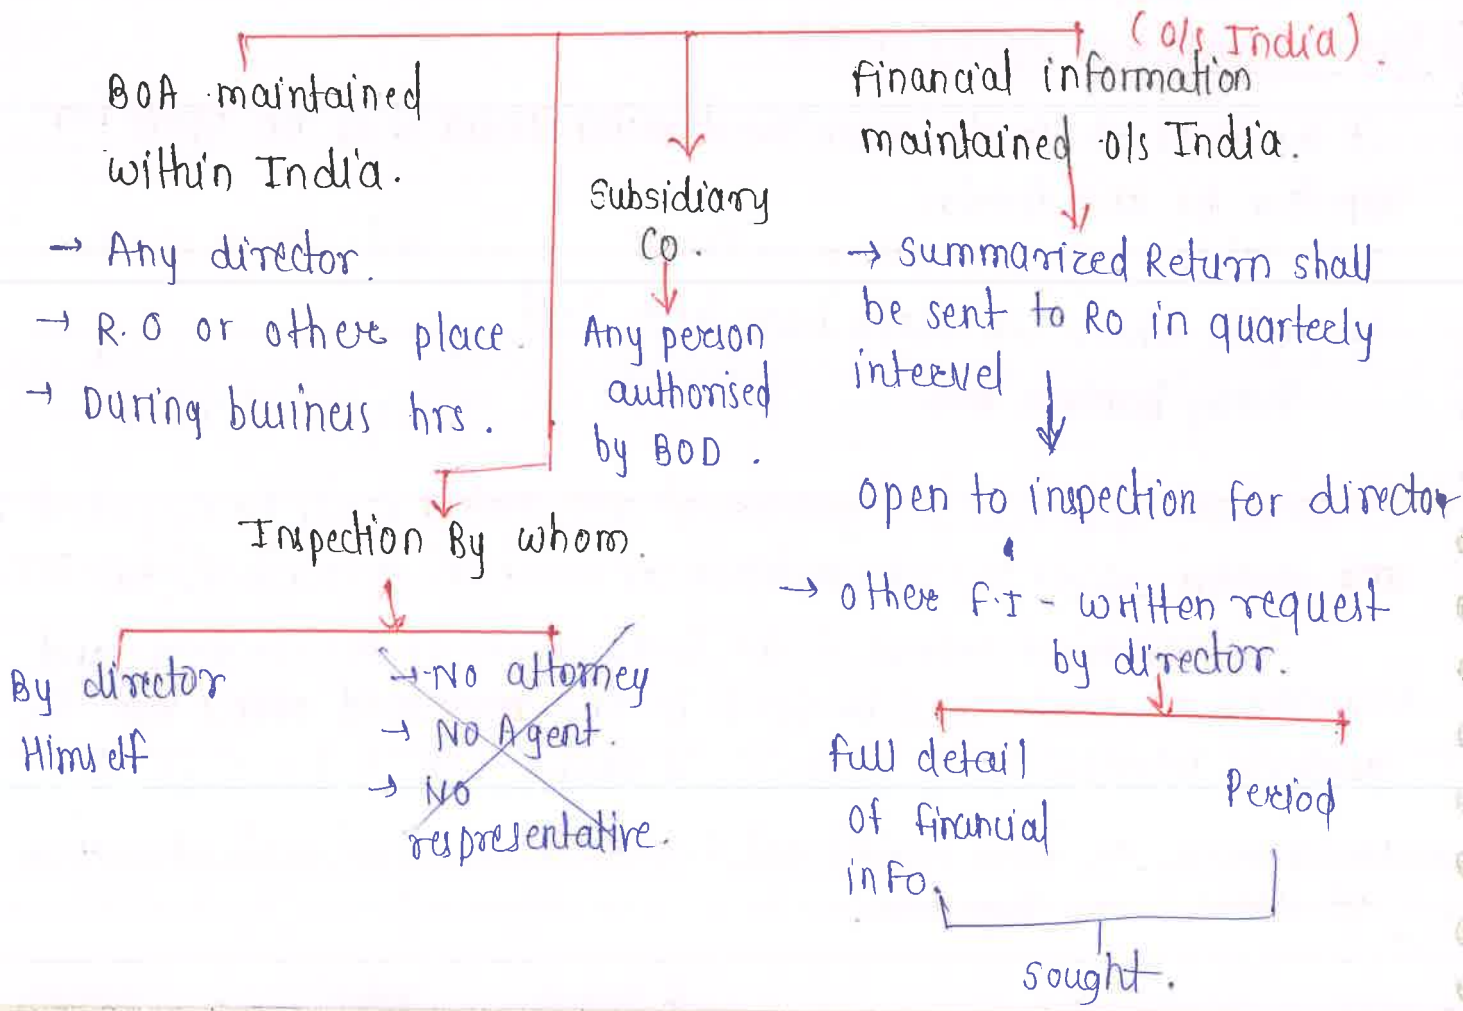 (O/s India).
BOA maintained
within India.
→ Any director.
→ R.O or other place.
→ During business hrs.
Subsidiary
Co.
Any person
authorised
by BOD.
Financial information
maintained o/s India.
→ Summarized Return shall
be sent to RO in quarteely
intervel
open to inspection for director
→ other F.I - written request
by director.
Full detail
of financial
info.
Period
Sought.
Inspection By whom.
By director
Himself
→ No attorney
→ No Agent.
→ No
respresentative.